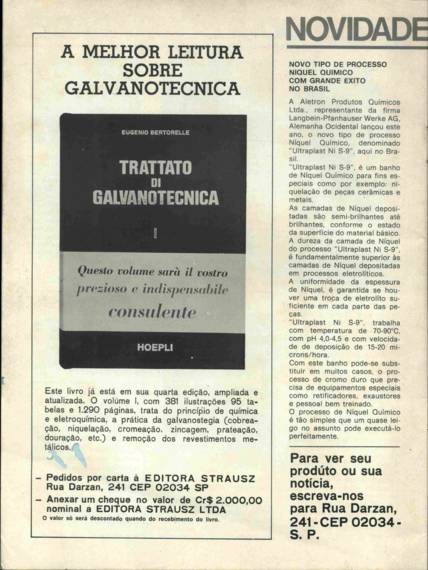 A MELHOR LEITURA
SOBRE
GALVANOTECNICA
EUGENIO BERTORELLE
TRATTATO
DI
GALVANOTECNICA
I
Questo volume sarà il vostro
prezioso e indispensabile
consulente
HOEPLI
Este livro já está em sua quarta edição, ampliada e
atualizada. O volume I, com 381 ilustrações 95 ta-
belas e 1.290 páginas, trata do princípio de química
e eletroquímica, a prática da galvanostegia (cobrea-
ção, niquelação, cromeação, zincagem, prateação,
douração, etc.) e remoção dos revestimentos me-
tálicos.
— Pedidos por carta à EDITORA STRAUSZ
Rua Darzan, 241 CEP 02034 SP
— Anexar um cheque no valor de Cr$ 2.000,00
nominal a EDITORA STRAUSZ LTDA
O valor só será descontado quando do recebimento do livro.
NOVIDADE
NOVO TIPO DE PROCESSO
NIQUEL QUIMICO
COM GRANDE EXITO
NO BRASIL
A Aletron Produtos Químicos
Ltda., representante da firma
Langbein-Pfanhauser Werke AG,
Alemanha Ocidental lançou este
ano, o novo tipo de processo
Níquel Químico, denominado
"Ultraplast Ni S-9", aqui no Bra-
sil.
"Ultraplast Ni S-9", é um banho
de Níquel Químico para fins es-
peciais como por exemplo: ni-
quelação de peças cerâmicas e
metais.
As camadas de Níquel deposi-
tadas são semi-brilhantes até
brilhantes, conforme o estado
da superfície do material básico.
A dureza da camada de Níquel
do processo "Ultraplast Ni S-9",
é fundamentalmente superior às
camadas de Níquel depositadas
em processos eletrolíticos.
A uniformidade da espessura
de Níquel, é garantida se hou-
ver uma troça de eletrolito su-
ficiente em cada parte das pe-
ças.
"Ultraplast Ni S-9", trabalha
com temperatura de 70-90ºC,
com pH 4,0-4,5 e com velocida-
de de deposição de 15-20 mi-
crons/hora.
Com este banho pode-se subs-
tituir em muitos casos, o pro-
cesso de cromo duro que pre-
cisa de equipamentos especiais
como retificadores, exaustores
e pessoal bem treinado.
O processo de Níquel Químico
é tão simples que um quase lei-
go no assunto pode executá-lo
perfeitamente.
Para ver seu
prodúto ou sua
notícia,
escreva-nos
para Rua Darzan,
241-CEP 02034-
S. P.